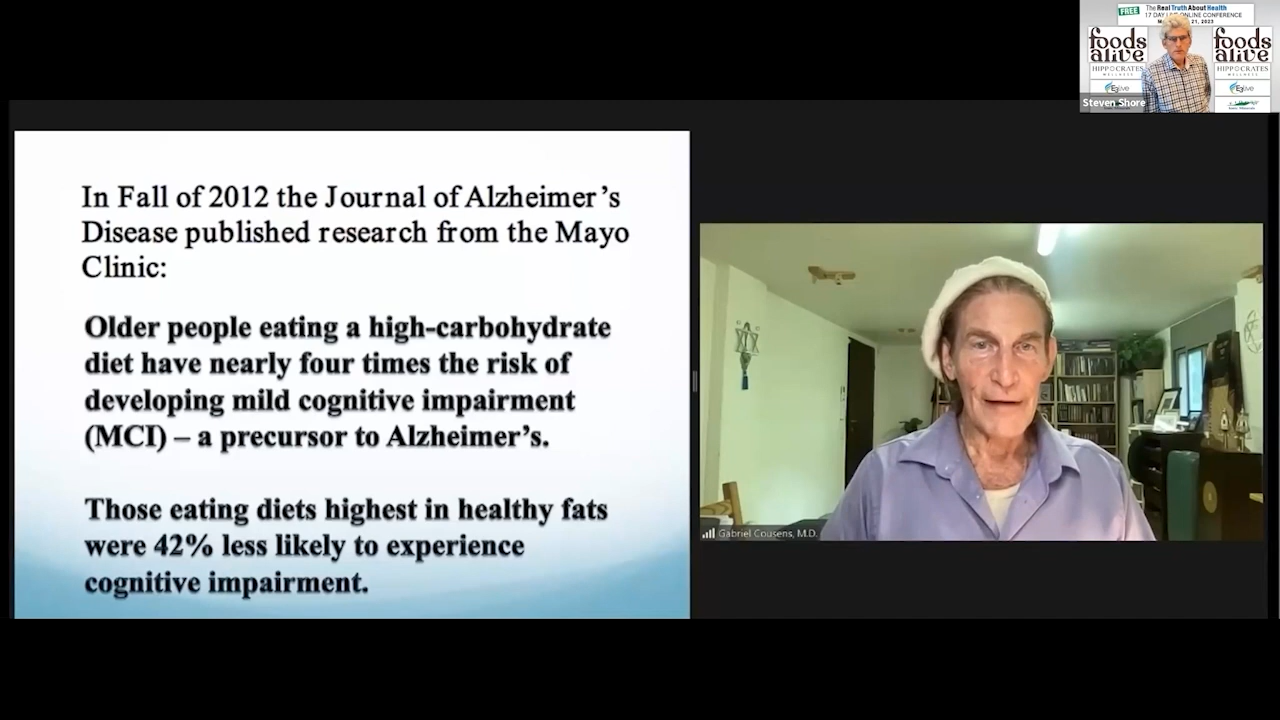 FREE
The Real Truth About Health
foods
alive
HIPPOCRATES
WELLNESS
foods
alive
HIPPOCRATES
WELLNESS
Steven Shore
In Fall of 2012 the Journal of Alzheimer’s
Disease published research from the Mayo
Clinic:
Older people eating a high-carbohydrate
diet have nearly four times the risk of
developing mild cognitive impairment
(MCI) – a precursor to Alzheimer’s.
Those eating diets highest in healthy fats
were 42% less likely to experience
cognitive impairment.
Gabriel Cousens, M.D.